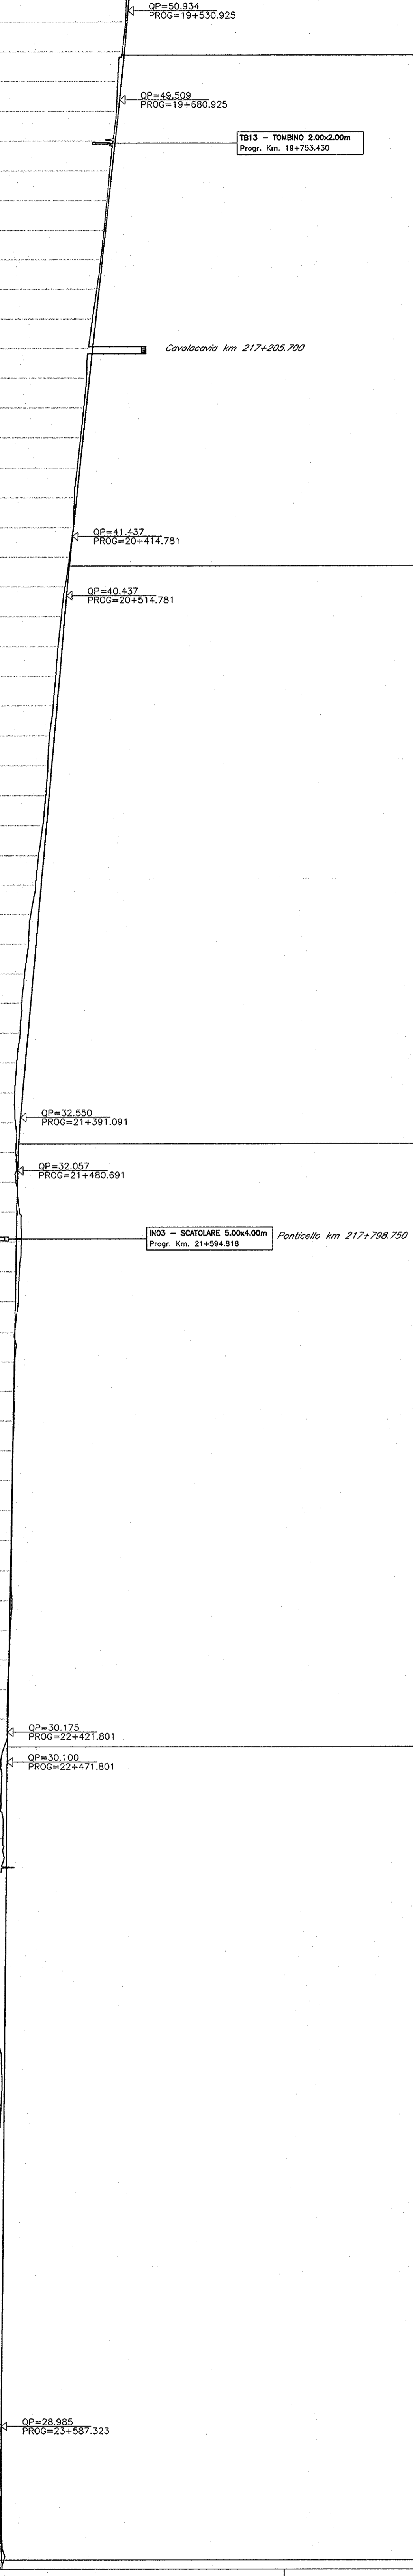 QP=50.934
PROG=19+530.925
QP=49.509
PROG=19+680.925
TB13 - TOMBINO 2.00x2.00m
Progr. Km. 19+753.430
Cavalcavia km 217+205.700
QP=41.437
PROG=20+414.781
QP=40.437
PROG=20+514.781
QP=32.550
PROG=21+391.091
QP=32.057
PROG=21+480.691
IN03 - SCATOLARE 5.00x4.00m
Progr. Km. 21+594.818
Ponticello km 217+798.750
QP=30.175
PROG=22+421.801
QP=30.100
PROG=22+471.801
QP=28.985
PROG=23+587.323